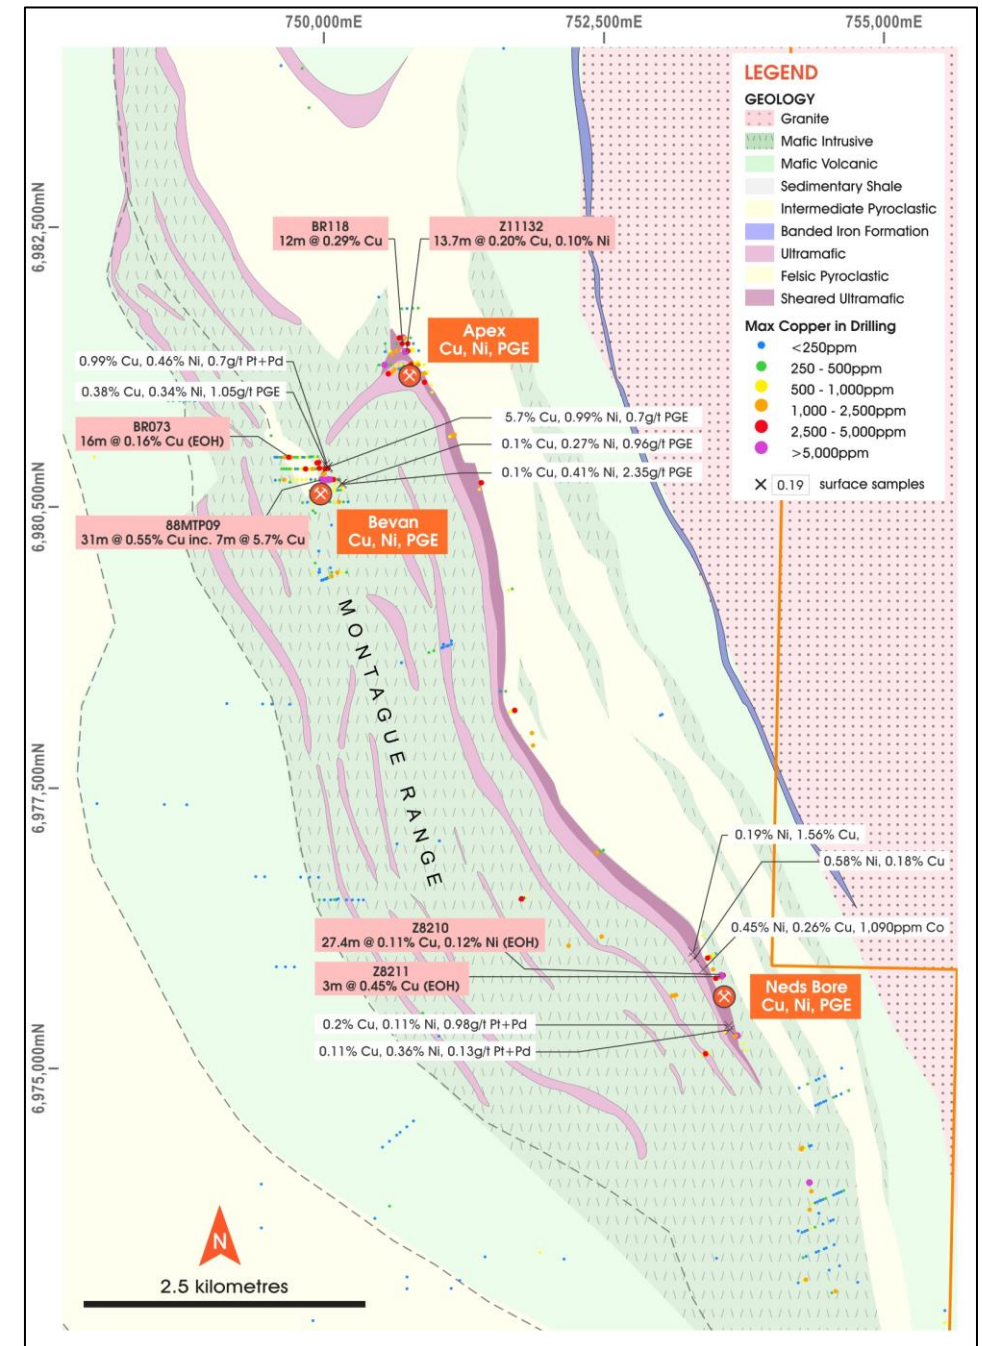 750,000mE
752,500mE
755,000mE
6,982,500mN
6,980,500mN
6,977,500mN
6,975,000mN
LEGEND
GEOLOGY
Granite
Mafic Intrusive
Mafic Volcanic
Sedimentary Shale
Intermediate Pyroclastic
Banded Iron Formation
Ultramafic
Felsic Pyroclastic
Sheared Ultramafic
Max Copper in Drilling
<250ppm
250 - 500ppm
500 - 1,000ppm
1,000 - 2,500ppm
2,500 - 5,000ppm
>5,000ppm
0.19 surface samples
BR118
12m @ 0.29% Cu
Z11132
13.7m @ 0.20% Cu, 0.10% Ni
Apex
Cu, Ni, PGE
0.99% Cu, 0.46% Ni, 0.7g/t Pt+Pd
0.38% Cu, 0.34% Ni, 1.05g/t PGE
BR073
16m @ 0.16% Cu (EOH)
5.7% Cu, 0.99% Ni, 0.7g/t PGE
0.1% Cu, 0.27% Ni, 0.96g/t PGE
0.1% Cu, 0.41% Ni, 2.35g/t PGE
88MTP09
31m @ 0.55% Cu inc. 7m @ 5.7% Cu
Bevan
Cu, Ni, PGE
MONTAGUE RANGE
0.19% Ni, 1.56% Cu,
0.58% Ni, 0.18% Cu
0.45% Ni, 0.26% Cu, 1,090ppm Co
Z8210
27.4m @ 0.11% Cu, 0.12% Ni (EOH)
Z8211
3m @ 0.45% Cu (EOH)
Neds Bore
Cu, Ni, PGE
0.2% Cu, 0.11% Ni, 0.98g/t Pt+Pd
0.11% Cu, 0.36% Ni, 0.13g/t Pt+Pd
N
2.5 kilometres